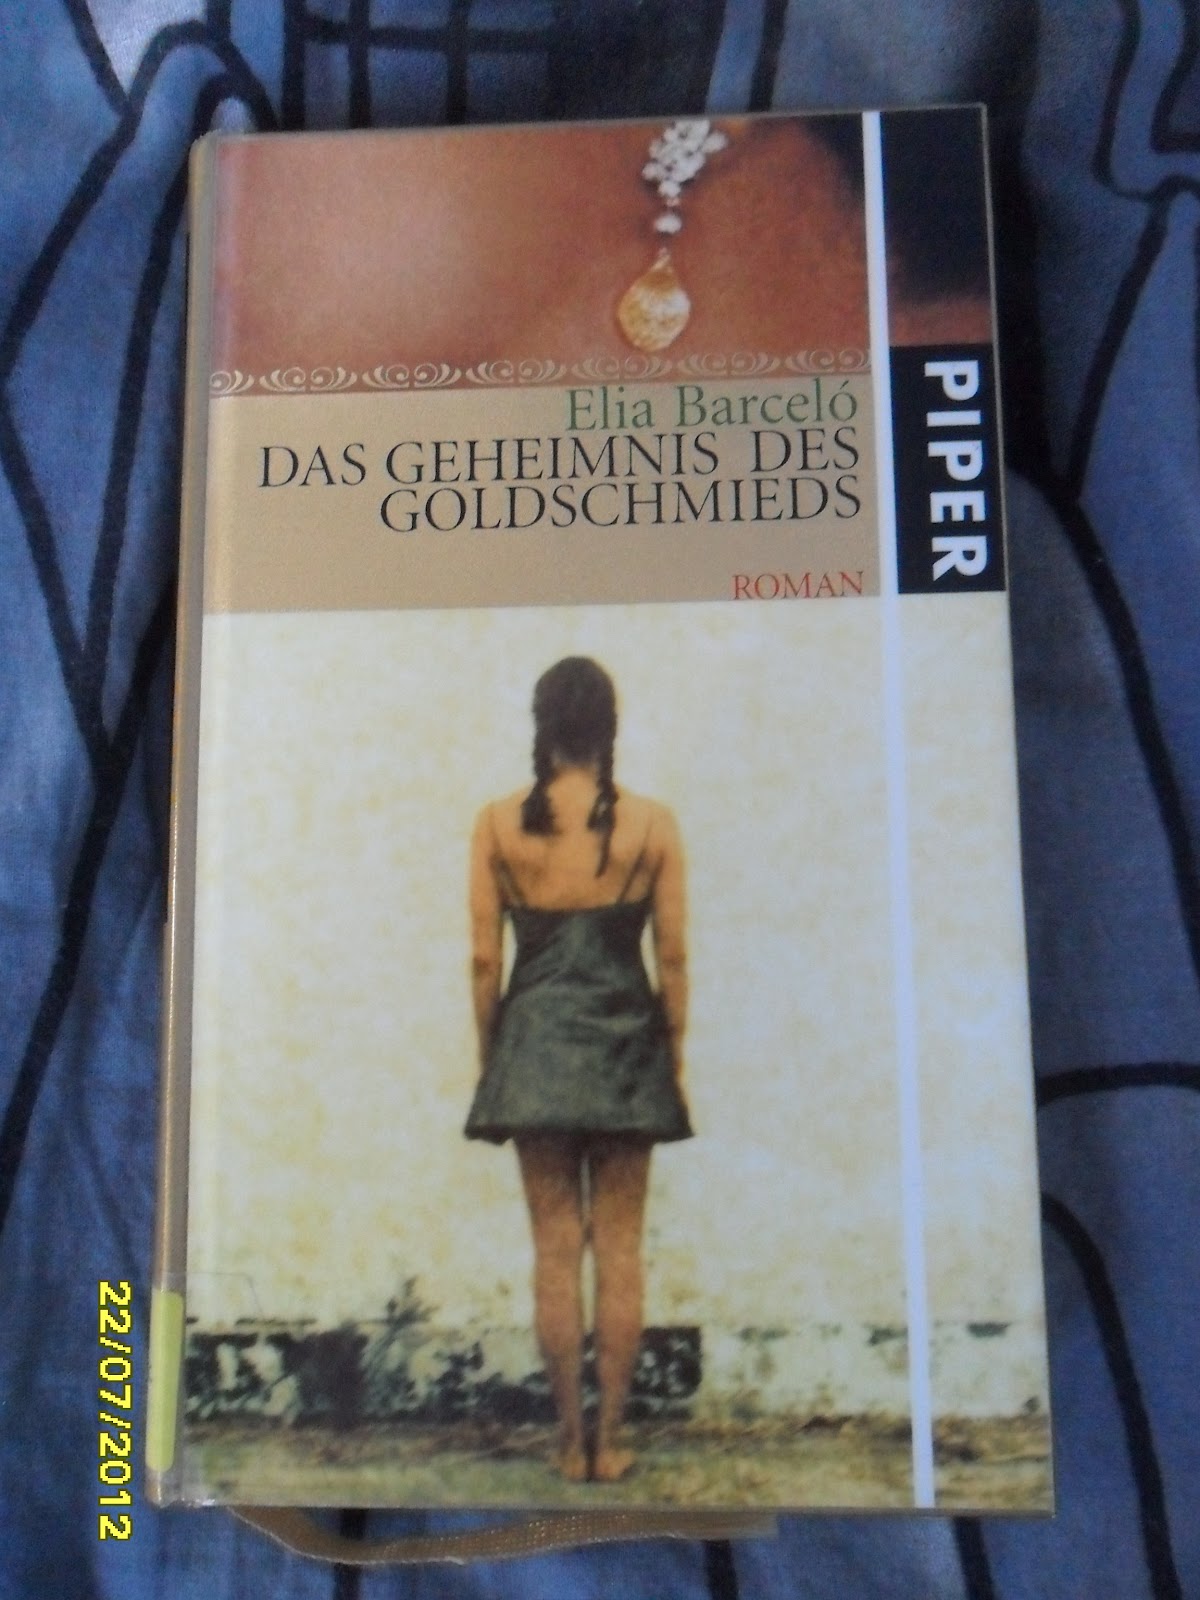 Elia Barceló
DAS GEHEIMNIS DES
GOLDSCHMIEDS
ROMAN
PIPER
22/07/2012